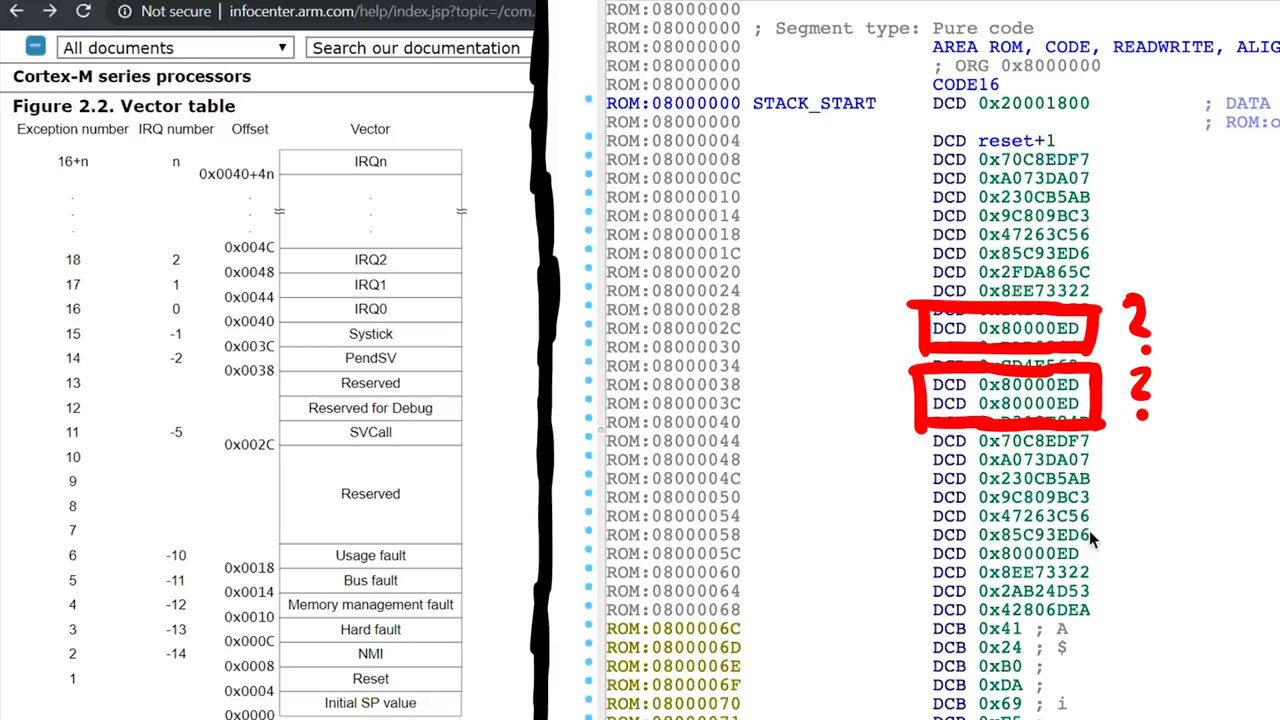 Not secure | infocenter.arm.com/help/index.jsp?topic=/com.
All documents
Search our documentation
Cortex-M series processors
Figure 2.2. Vector table
Exception number IRQ number Offset Vector
16+n n IRQn
0x0040+4n
. . .
. . .
. . .
0x004C
18 2 IRQ2
0x0048
17 1 IRQ1
0x0044
16 0 IRQ0
0x0040
15 -1 Systick
0x003C
14 -2 PendSV
0x0038
13 Reserved
12 Reserved for Debug
11 -5 SVCall
0x002C
10
9
Reserved
8
7
6 -10 Usage fault
0x0018
5 -11 Bus fault
0x0014
4 -12 Memory management fault
0x0010
3 -13 Hard fault
0x000C
2 -14 NMI
0x0008
1 Reset
0x0004
Initial SP value
0x0000
ROM:08000000
ROM:08000000 ; Segment type: Pure code
ROM:08000000 AREA ROM, CODE, READWRITE, ALIG
ROM:08000000 ; ORG 0x8000000
ROM:08000000 CODE16
ROM:08000000 STACK_START DCD 0x20001800 ; DATA
ROM:08000000 ; ROM:o
ROM:08000004 DCD reset+1
ROM:08000008 DCD 0x70C8EDF7
ROM:0800000C DCD 0xA073DA07
ROM:08000010 DCD 0x230CB5AB
ROM:08000014 DCD 0x9C809BC3
ROM:08000018 DCD 0x47263C56
ROM:0800001C DCD 0x85C93ED6
ROM:08000020 DCD 0x2FDA865C
ROM:08000024 DCD 0x8EE73322
ROM:08000028
ROM:0800002C DCD 0x80000ED ?
ROM:08000030
ROM:08000034
ROM:08000038 DCD 0x80000ED ?
ROM:0800003C DCD 0x80000ED
ROM:08000040
ROM:08000044 DCD 0x70C8EDF7
ROM:08000048 DCD 0xA073DA07
ROM:0800004C DCD 0x230CB5AB
ROM:08000050 DCD 0x9C809BC3
ROM:08000054 DCD 0x47263C56
ROM:08000058 DCD 0x85C93ED6
ROM:0800005C DCD 0x80000ED
ROM:08000060 DCD 0x8EE73322
ROM:08000064 DCD 0x2AB24D53
ROM:08000068 DCD 0x42806DEA
ROM:0800006C DCB 0x41 ; A
ROM:0800006D DCB 0x24 ; $
ROM:0800006E DCB 0xB0 ;
ROM:0800006F DCB 0xDA ;
ROM:08000070 DCB 0x69 ; i